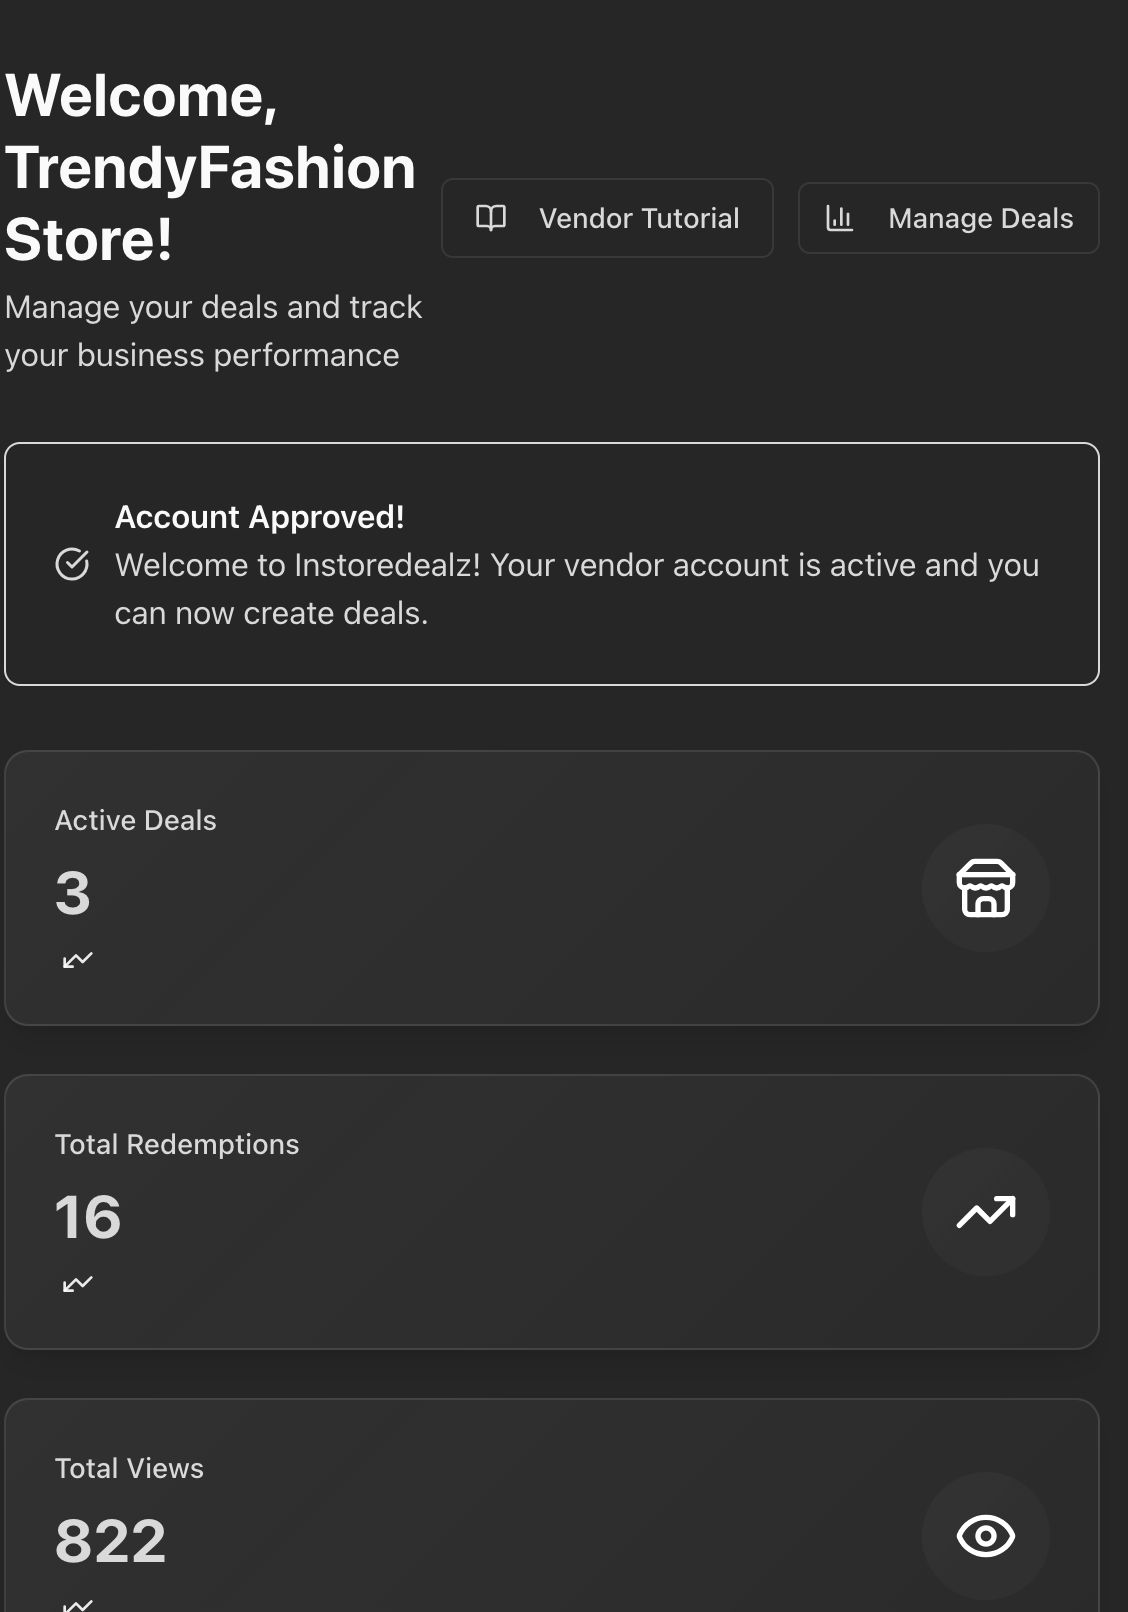 Welcome,
TrendyFashion
Store!
Manage your deals and track
your business performance
Vendor Tutorial
Manage Deals
Account Approved!
Welcome to Instoredealz! Your vendor account is active and you
can now create deals.
Active Deals
3
Total Redemptions
16
Total Views
822